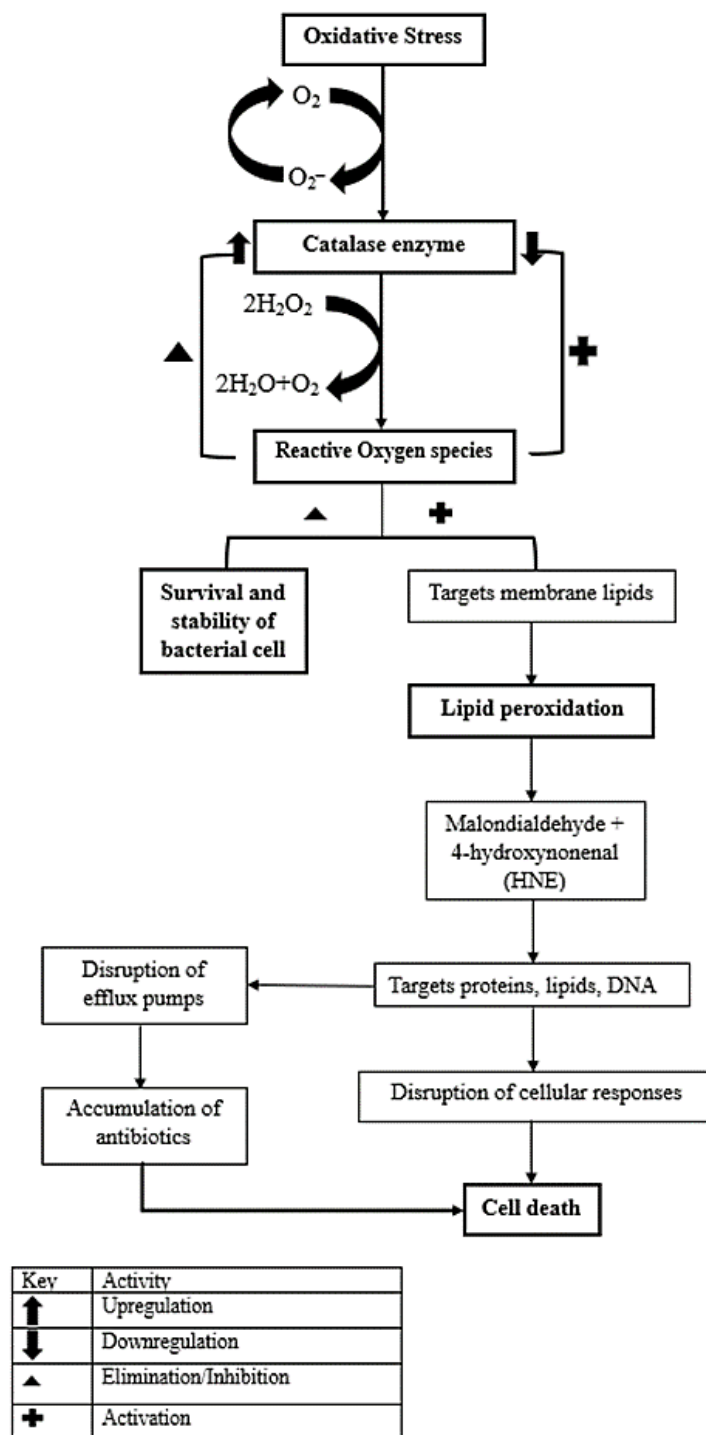 Oxidative Stress
O₂
O₂⁻
Catalase enzyme
2H₂O₂
2H₂O+O₂
Reactive Oxygen species
Survival and
stability of
bacterial cell
Targets membrane lipids
Lipid peroxidation
Malondialdehyde +
4-hydroxynonenal
(HNE)
Disruption of
efflux pumps
Targets proteins, lipids, DNA
Accumulation of
antibiotics
Disruption of cellular responses
Cell death
Key Activity
Upregulation
Downregulation
Elimination/Inhibition
Activation